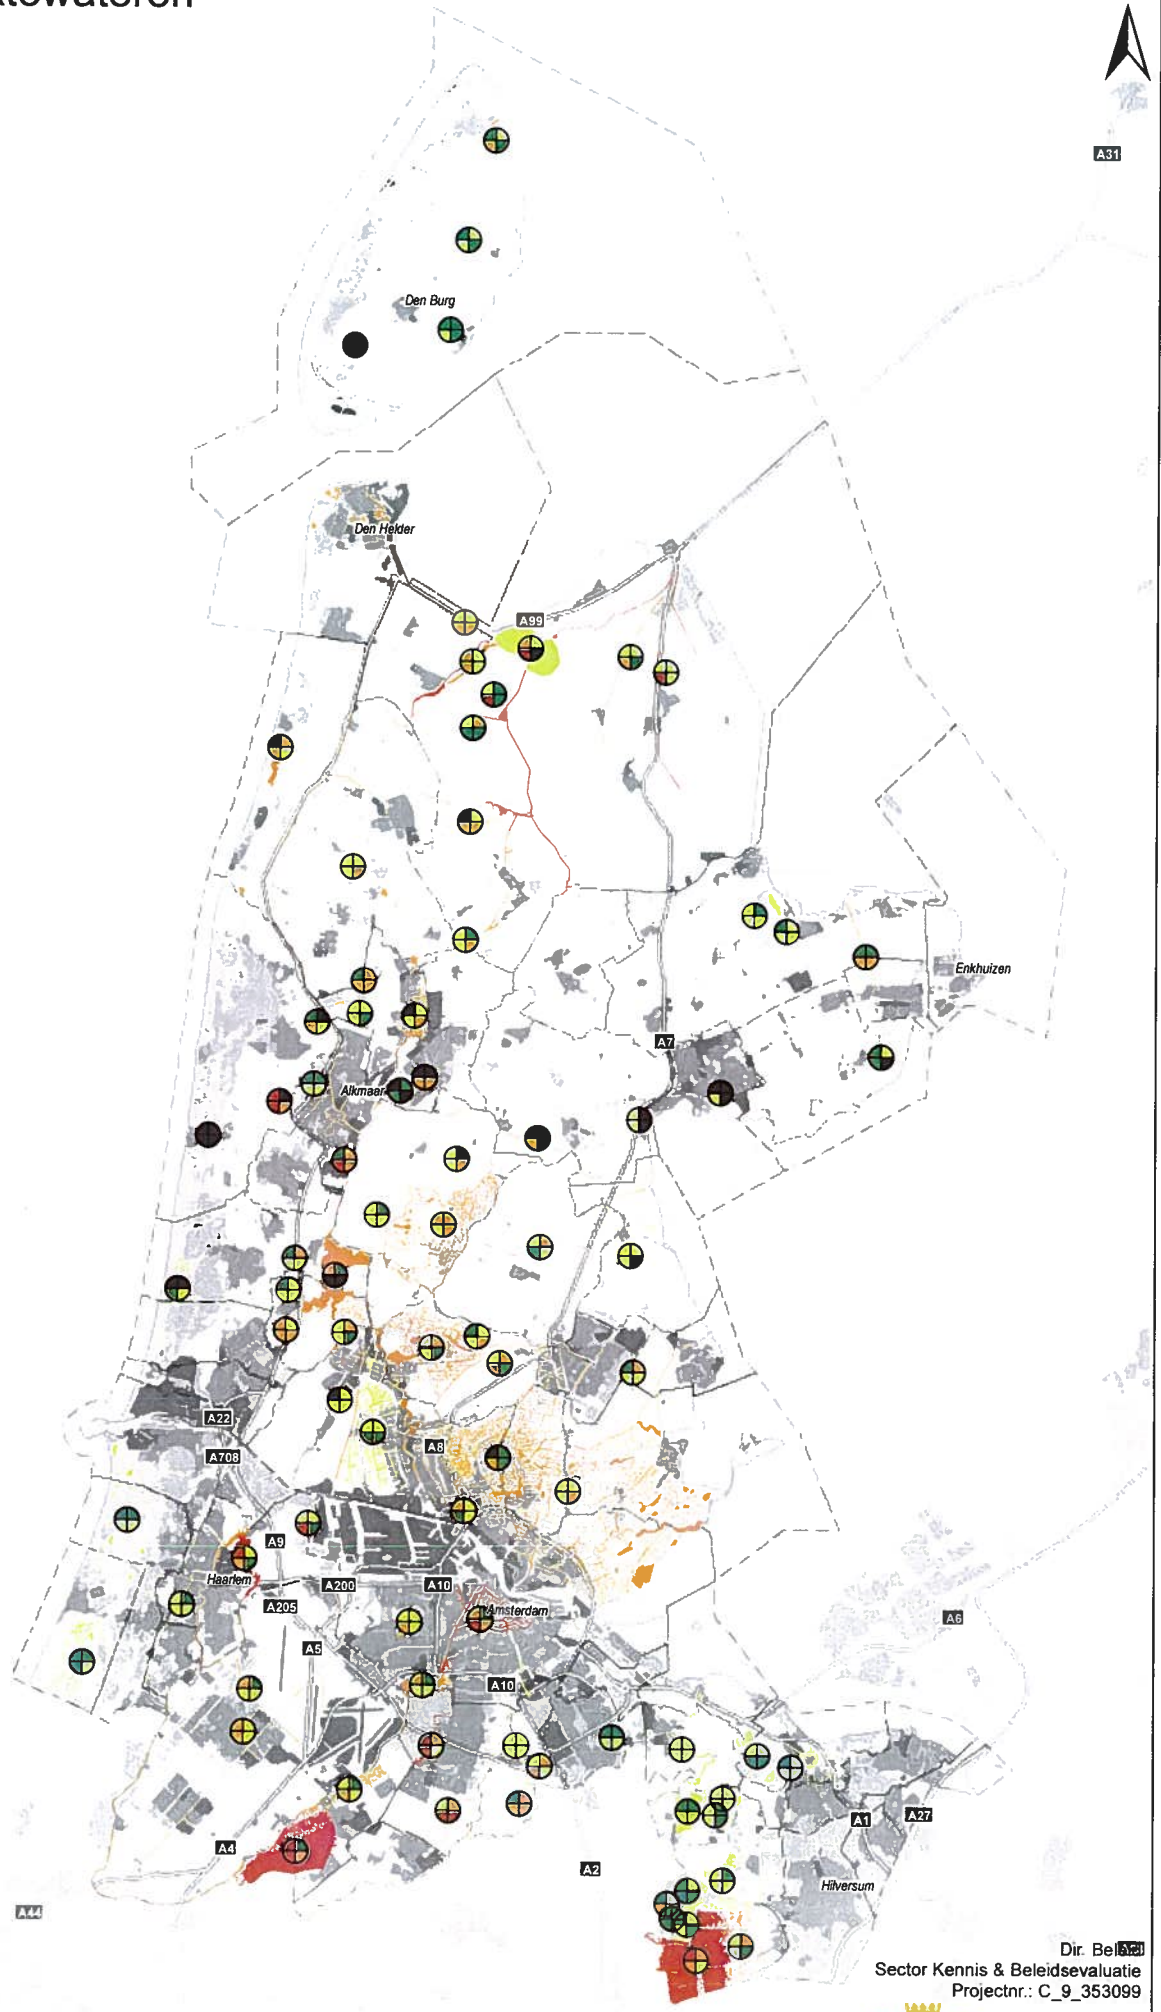 A31
Den Burg
Den Helder
A99
Enkhuizen
A7
Alkmaar
A22
A708
A8
A9
Haarlem
A200
A10
A205
Amsterdam
A6
A5
A10
A4
A1
A27
A2
Hilversum
A44
Dir. 
Sector Kennis & Beleidsevaluatie
Projectnr.: C_9_353099